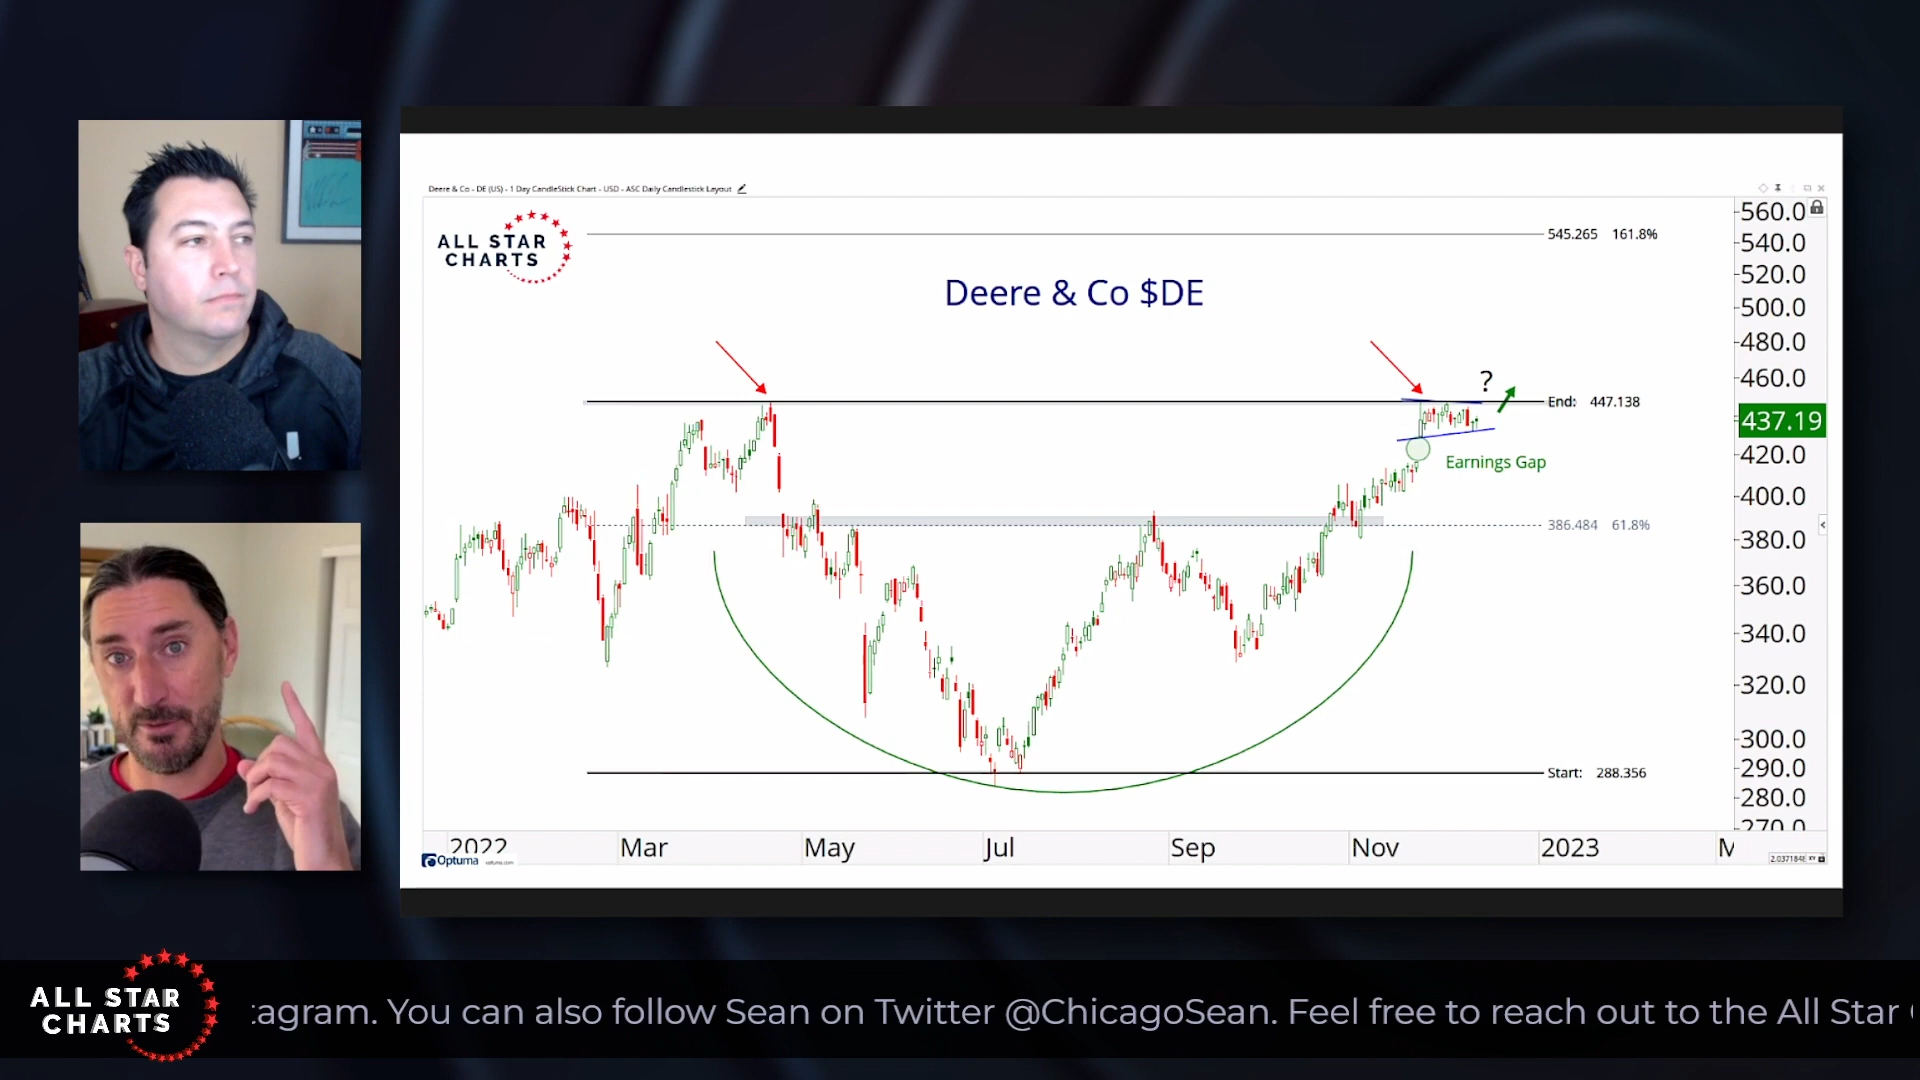 Deere & Co - DE (US) - 1 Day CandleStick Chart - USD - ASC Daily Candlestick Layout
ALL STAR
CHARTS
560.0
545.265 161.8%
540.0
Deere & Co $DE
520.0
500.0
480.0
460.0
?
End: 447.138
437.19
420.0
Earnings Gap
400.0
386.484 61.8%
380.0
360.0
340.0
320.0
300.0
Start: 288.356
290.0
280.0
270.0
2022
Mar
May
Jul
Sep
Nov
2023
M
Optuma
ALL STAR
CHARTS
tagram. You can also follow Sean on Twitter @ChicagoSean. Feel free to reach out to the All Star